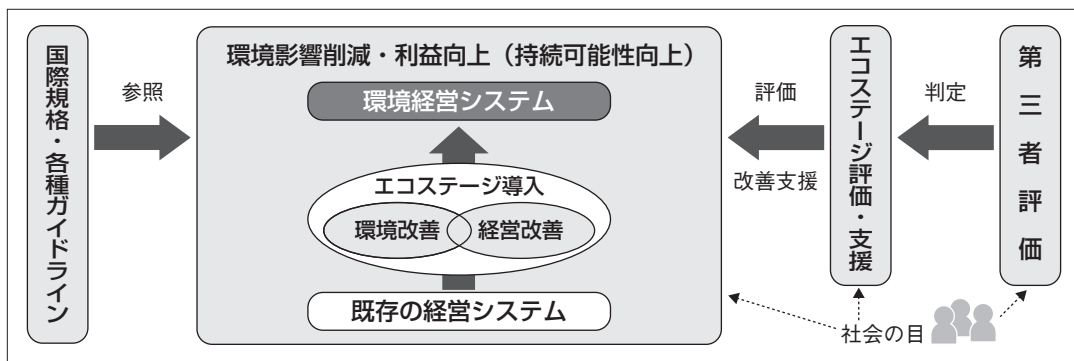 国際規格・各種ガイドライン
参照
環境影響削減・利益向上（持続可能性向上）
環境経営システム
エコステージ導入
環境改善
経営改善
既存の経営システム
評価
改善支援
エコステージ評価・支援
判定
第三者評価
社会の目